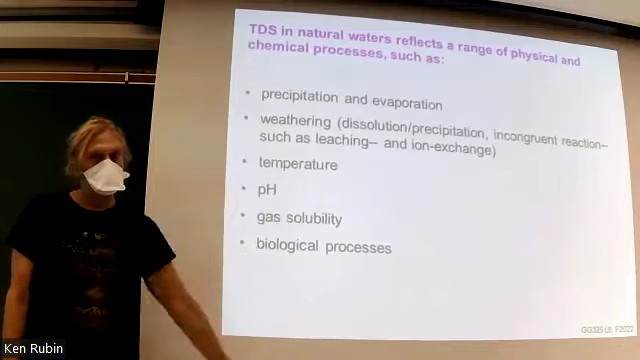 TDS in natural waters reflects a range of physical and
chemical processes, such as:
• precipitation and evaporation
• weathering (dissolution/precipitation, incongruent reaction--
such as leaching-- and ion-exchange)
• temperature
• pH
• gas solubility
• biological processes
GG325 L9, F2022
Ken Rubin